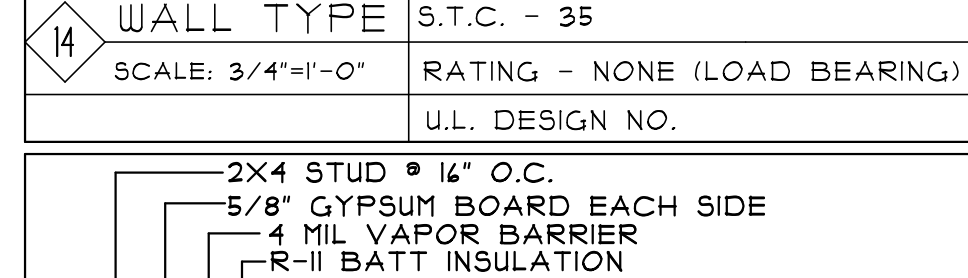 14
WALL TYPE
S.T.C. - 35
SCALE: 3/4"=1'-0"
RATING - NONE (LOAD BEARING)
U.L. DESIGN NO.
2X4 STUD @ 16" O.C.
5/8" GYPSUM BOARD EACH SIDE
4 MIL VAPOR BARRIER
R-11 BATT INSULATION